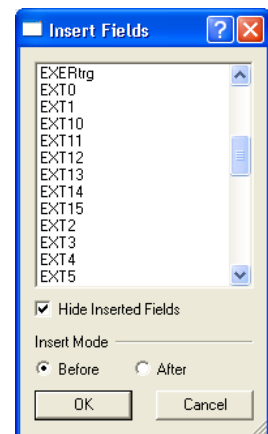 Insert Fields
EXERtrg
EXT0
EXT1
EXT10
EXT11
EXT12
EXT13
EXT14
EXT15
EXT2
EXT3
EXT4
EXT5
Hide Inserted Fields
Insert Mode
Before After
OK Cancel